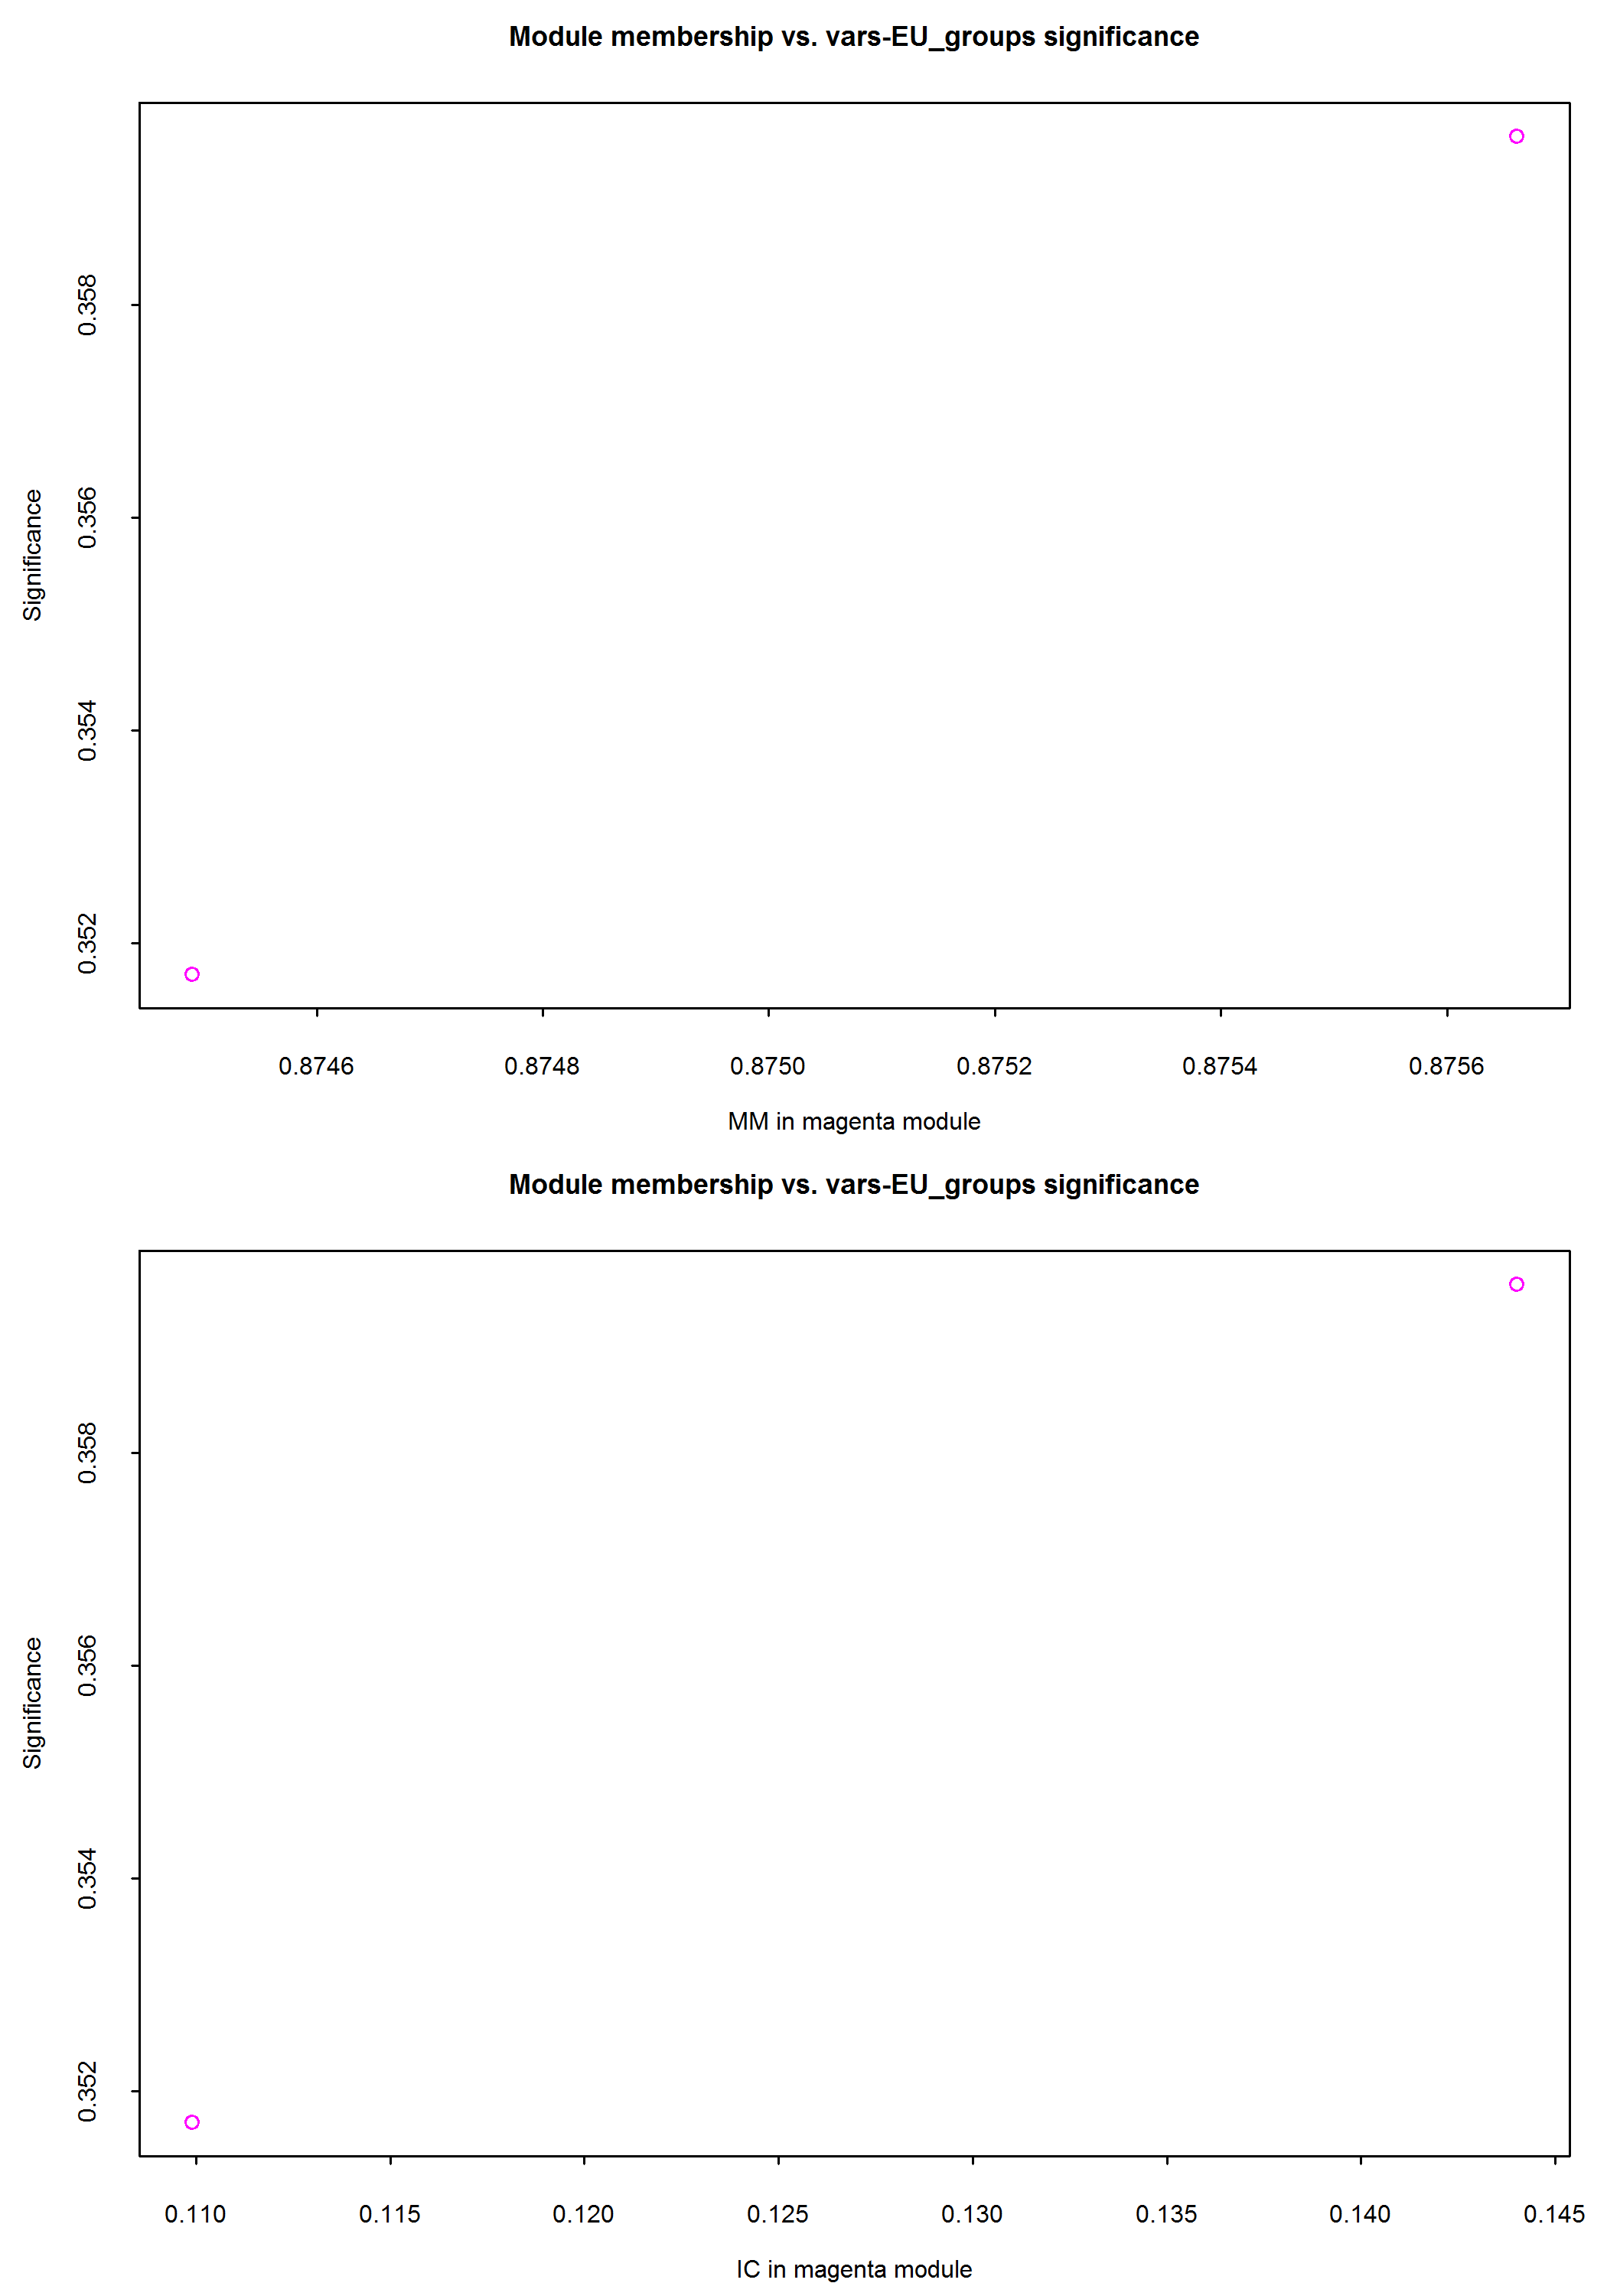 Module membership vs. vars-EU_groups significance
0.358
0.356
0.354
0.352
Significance
0.8746 0.8748 0.8750 0.8752 0.8754 0.8756
MM in magenta module
Module membership vs. vars-EU_groups significance
0.358
0.356
0.354
0.352
Significance
0.110 0.115 0.120 0.125 0.130 0.135 0.140 0.145
IC in magenta module